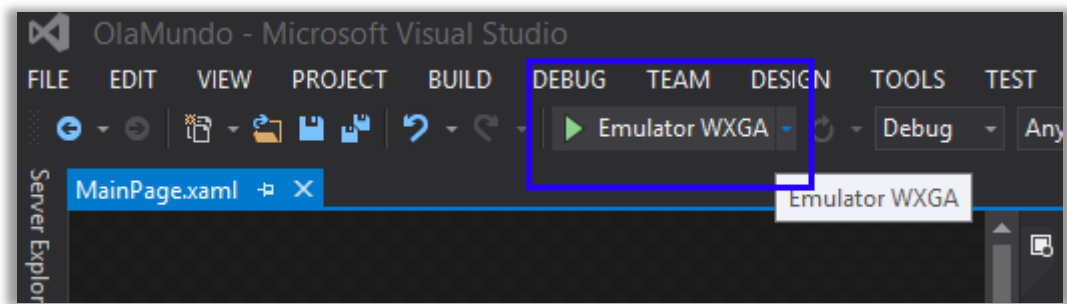 OlaMundo - Microsoft Visual Studio
FILE EDIT VIEW PROJECT BUILD DEBUG TEAM DESIGN TOOLS TEST
Emulator WXGA Debug Any
MainPage.xaml
Emulator WXGA
Server Explor